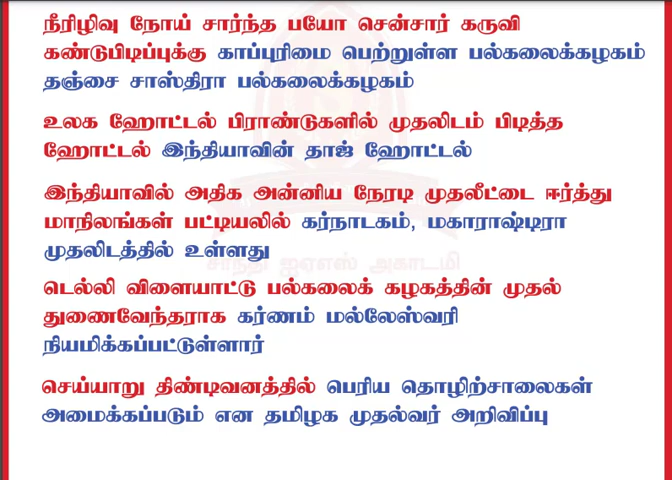 நீரிழிவு நோய் சார்ந்த பயோ சென்சார் கருவி
கண்டுபிடிப்புக்கு காப்புரிமை பெற்றுள்ள பல்கலைக்கழகம்
தஞ்சை சாஸ்திரா பல்கலைக்கழகம்
உலக ஹோட்டல் பிராண்டுகளில் முதலிடம் பிடித்த
ஹோட்டல் இந்தியாவின் தாஜ் ஹோட்டல்
இந்தியாவில் அதிக அன்னிய நேரடி முதலீட்டை ஈர்த்து
மாநிலங்கள் பட்டியலில் கர்நாடகம், மகாராஷ்டிரா
முதலிடத்தில் உள்ளது
சாந்தி ஐஏஎஸ் அகாடமி
டெல்லி விளையாட்டு பல்கலைக் கழகத்தின் முதல்
துணைவேந்தராக கர்ணம் மல்லேஸ்வரி
நியமிக்கப்பட்டுள்ளார்
செய்யாறு திண்டிவனத்தில் பெரிய தொழிற்சாலைகள்
அமைக்கப்படும் என தமிழக முதல்வர் அறிவிப்பு